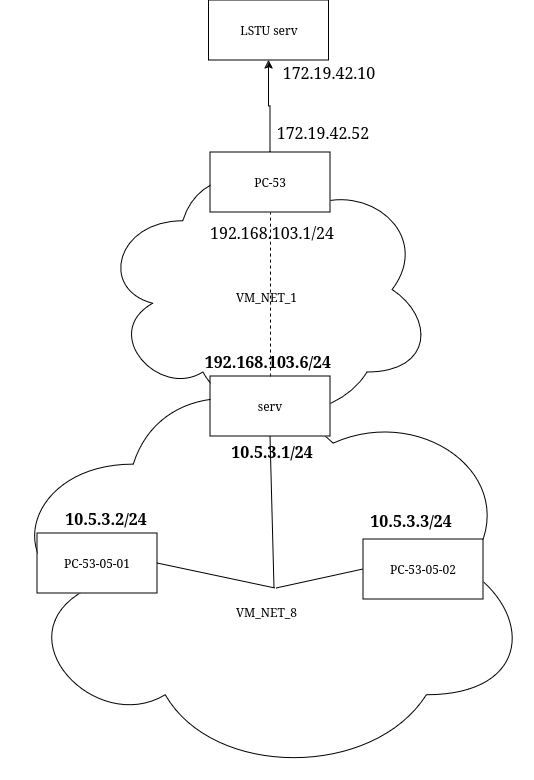 LSTU serv
172.19.42.10
172.19.42.52
PC-53
192.168.103.1/24
VM_NET_1
192.168.103.6/24
serv
10.5.3.1/24
10.5.3.2/24
10.5.3.3/24
PC-53-05-01
PC-53-05-02
VM_NET_8